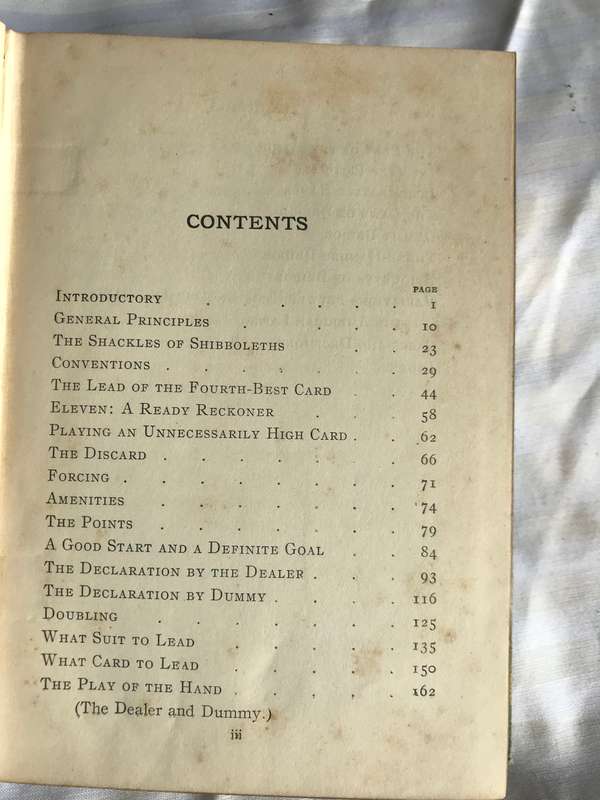 CONTENTS
PAGE
INTRODUCTORY . . . . . 1
GENERAL PRINCIPLES . . . . . 10
THE SHACKLES OF SHIBBOLETHS . . . 23
CONVENTIONS . . . . . . . 29
THE LEAD OF THE FOURTH-BEST CARD . . 44
ELEVEN: A READY RECKONER . . . 58
PLAYING AN UNNECESSARILY HIGH CARD . . 62
THE DISCARD . . . . . . . 66
FORCING . . . . . . . . 71
AMENITIES . . . . . . . 74
THE POINTS . . . . . . . 79
A GOOD START AND A DEFINITE GOAL . . 84
THE DECLARATION BY THE DEALER . . . 93
THE DECLARATION BY DUMMY . . . . 116
DOUBLING . . . . . . . 125
WHAT SUIT TO LEAD . . . . . 135
WHAT CARD TO LEAD . . . . . 150
THE PLAY OF THE HAND . . . . . 162
(The Dealer and Dummy.)
iii